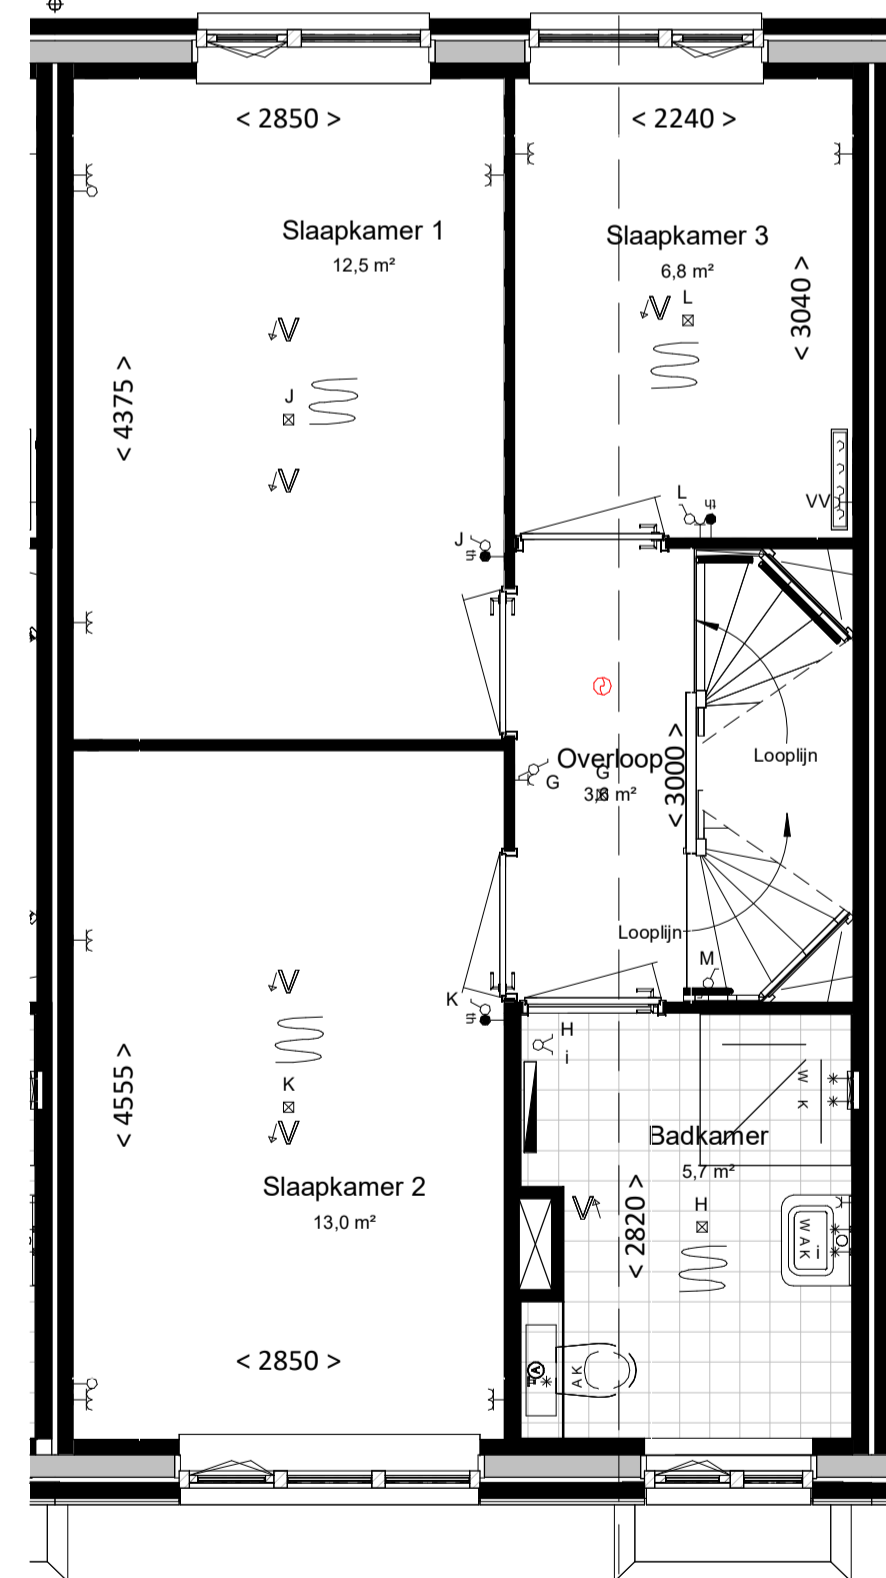 < 2850 >
< 2240 >
Slaapkamer 1
12,5 m²
Slaapkamer 3
6,8 m²
L
< 3040 >
J
< 4375 >
VV
L
J
Overloop
G
G
3,6 m²
< 3000 >
Looplijn
Looplijn
M
K
H
i
W K
< 4555 >
K
Badkamer
5,7 m²
Slaapkamer 2
13,0 m²
H
< 2820 >
W A K
i
< 2850 >
A K